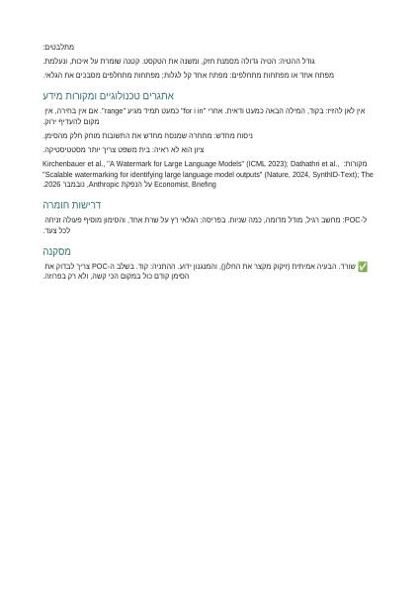 מתלבטים:
גודל ההטיה: הטיה גדולה מסמנת חזק, ומשנה את הטקסט. קטנה שומרת על איכות, ונעלמת.
מפתח אחד או מפתחות מתחלפים: מפתח אחד קל לגלות; מפתחות מתחלפים מסבכים את הגלאי.
אתגרים טכנולוגיים ומקורות מידע
אין לאן להזיז: בקוד, המילה הבאה כמעט ודאית. אחרי "for i in" כמעט תמיד מגיע "range". אם אין בחירה, אין
מקום להעדיף ירוק.
ניסוח מחדש: מתחרה שמנסח מחדש את התשובות מוחק חלק מהסימן.
ציון הוא לא ראיה: בית משפט צריך יותר מסטטיסטיקה.
מקורות: Kirchenbauer et al., "A Watermark for Large Language Models" (ICML 2023); Dathathri et al.,
"Scalable watermarking for identifying large language model outputs" (Nature, 2024, SynthID-Text); The
Economist, Briefing על הנפקת Anthropic, נובמבר 2026.
דרישות חומרה
ל-POC: מחשב רגיל, מודל מדומה, כמה שניות. בפריסה: הגלאי רץ על שרת אחד, והסימון מוסיף פעולה זניחה
לכל צעד.
מסקנה
✅ שורד. הבעיה אמיתית (זיקוק מקצר את החלון), והמנגנון ידוע. ההתניה: קוד. בשלב ה-POC צריך לבדוק את
הסימן קודם כול במקום הכי קשה, ולא רק בפרוזה.